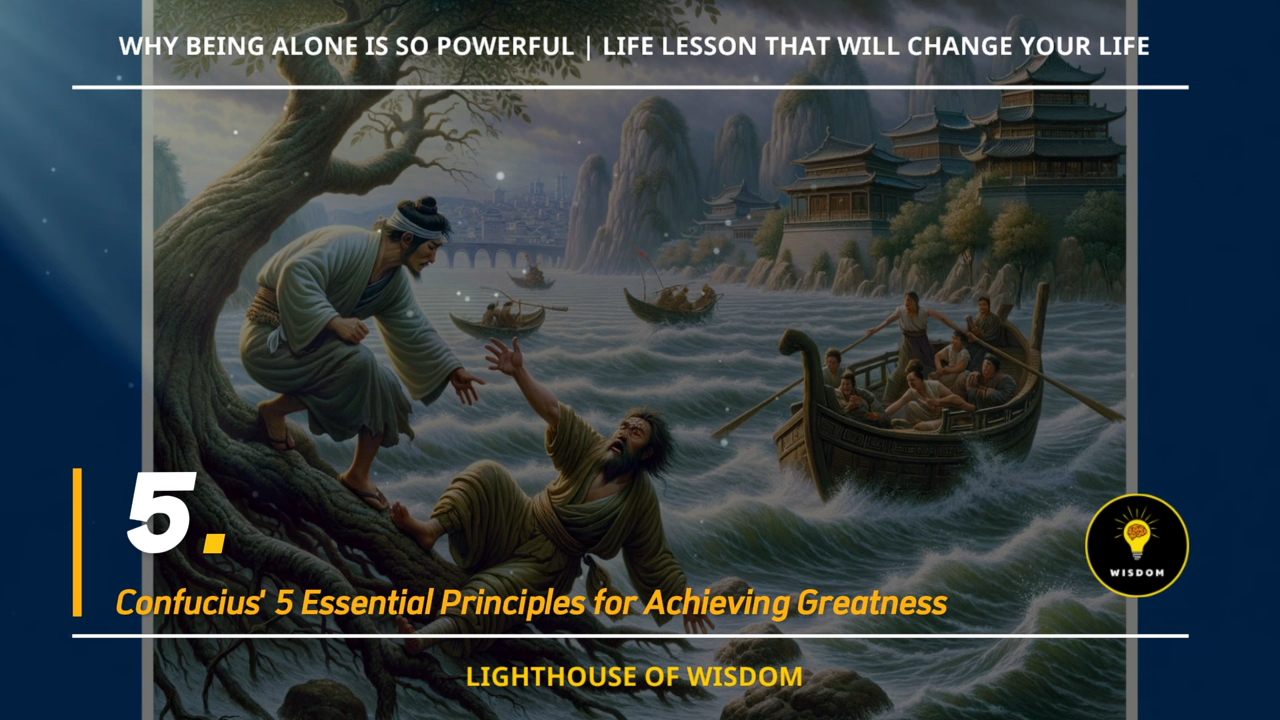 WHY BEING ALONE IS SO POWERFUL | LIFE LESSON THAT WILL CHANGE YOUR LIFE
5.
WISDOM
Confucius' 5 Essential Principles for Achieving Greatness
LIGHTHOUSE OF WISDOM